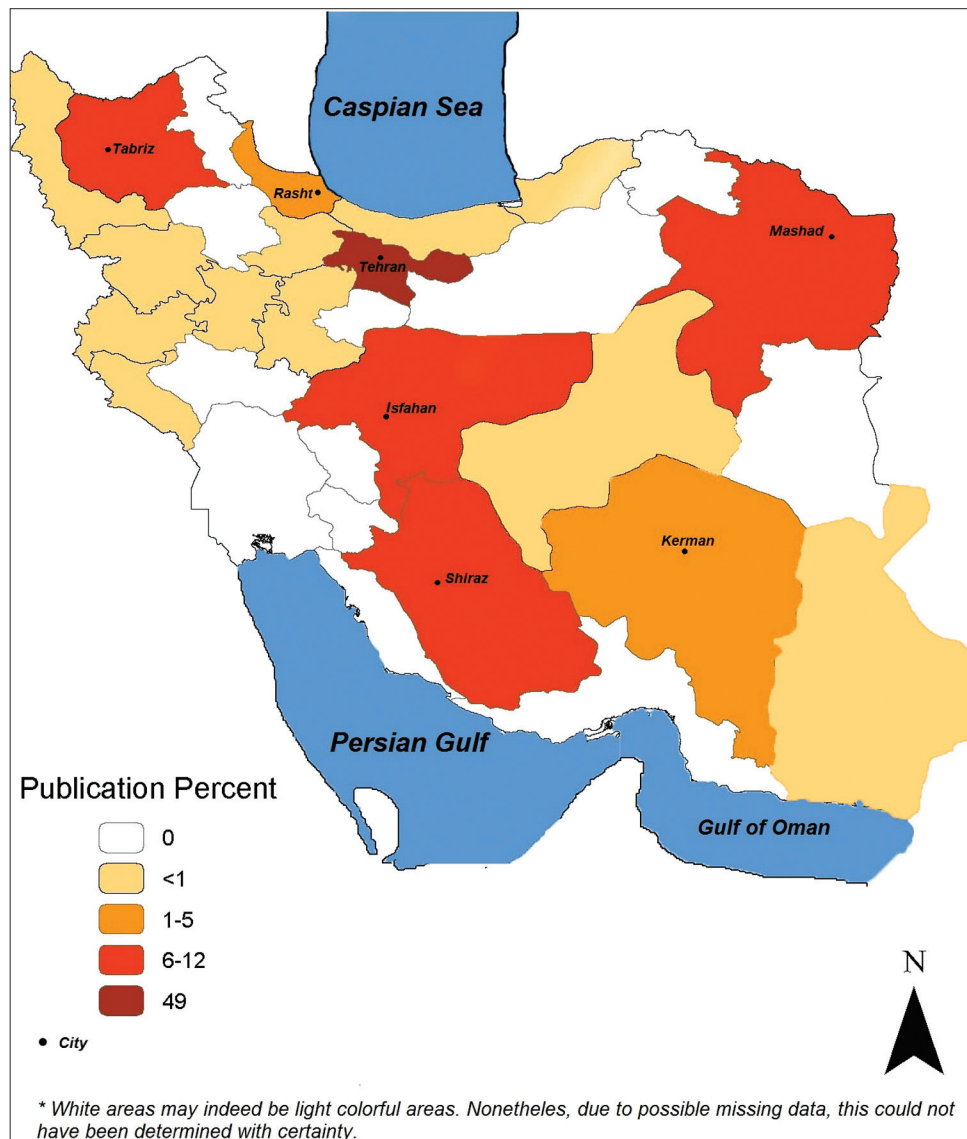 Caspian Sea
Tabriz
Rasht
Mashad
Tehran
Isfahan
Kerman
Shiraz
Persian Gulf
Publication Percent
Gulf of Oman
0
<1
1-5
6-12
49
N
City
* White areas may indeed be light colorful areas. Nonetheles, due to possible missing data, this could not
have been determined with certainty.